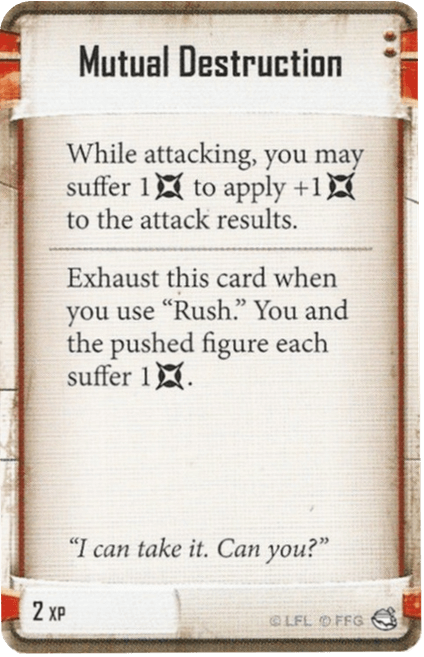 Mutual Destruction
While attacking, you may
suffer 1 to apply +1
to the attack results.
Exhaust this card when
you use “Rush.” You and
the pushed figure each
suffer 1.
“I can take it. Can you?”
2 XP
© LFL © FFG